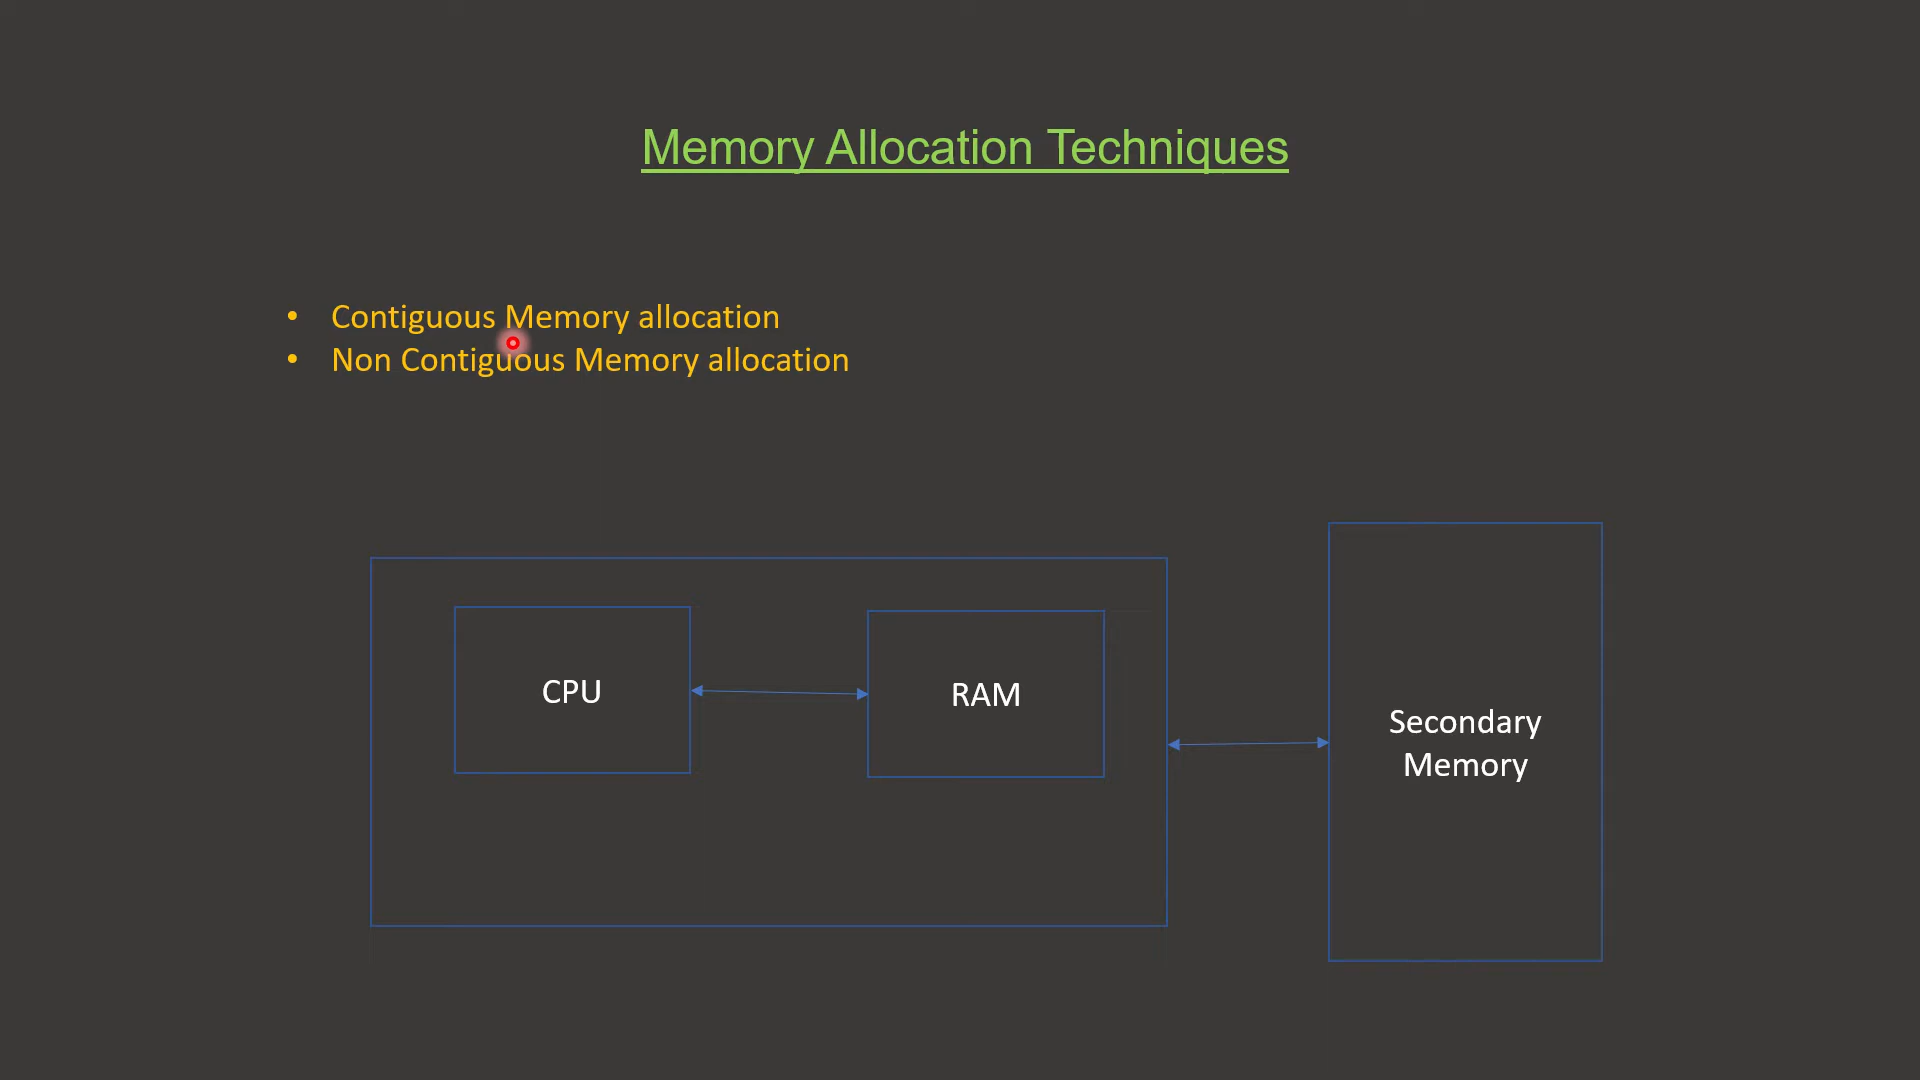 Memory Allocation Techniques
• Contiguous Memory allocation
• Non Contiguous Memory allocation
CPU
RAM
Secondary
Memory